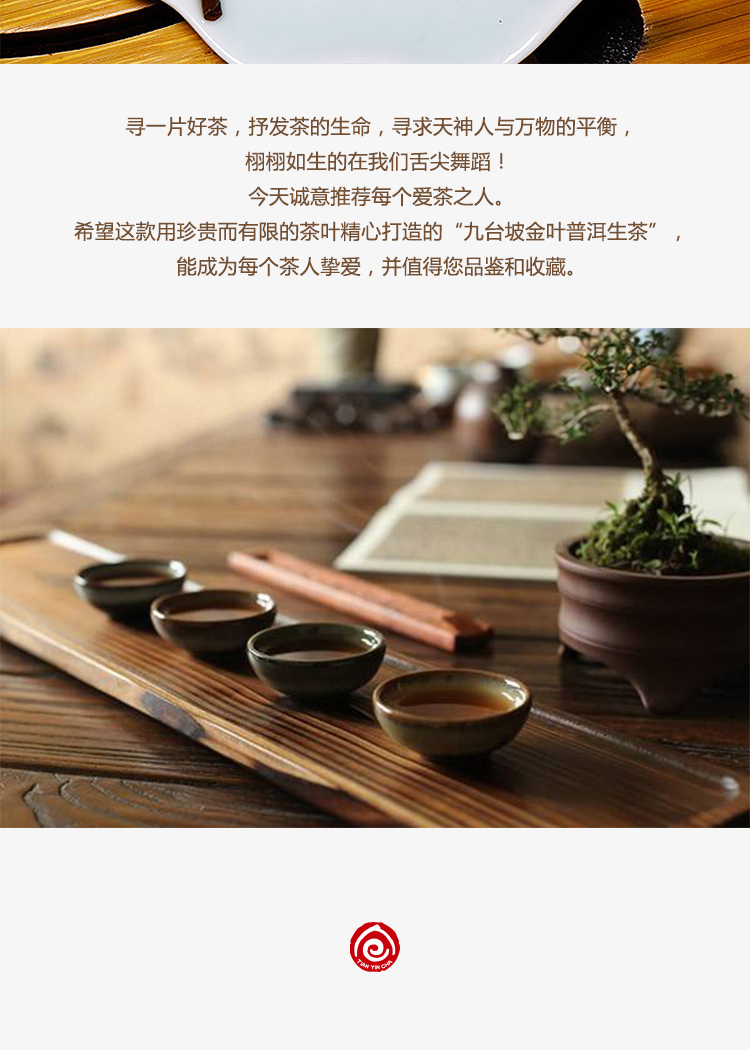 寻一片好茶，抒发茶的生命，寻求天神人与万物的平衡，
栩栩如生的在我们舌尖舞蹈！
今天诚意推荐每个爱茶之人。
希望这款用珍贵而有限的茶叶精心打造的“九台坡金叶普洱生茶”，
能成为每个茶人挚爱，并值得您品鉴和收藏。
TIAN YIN CHA